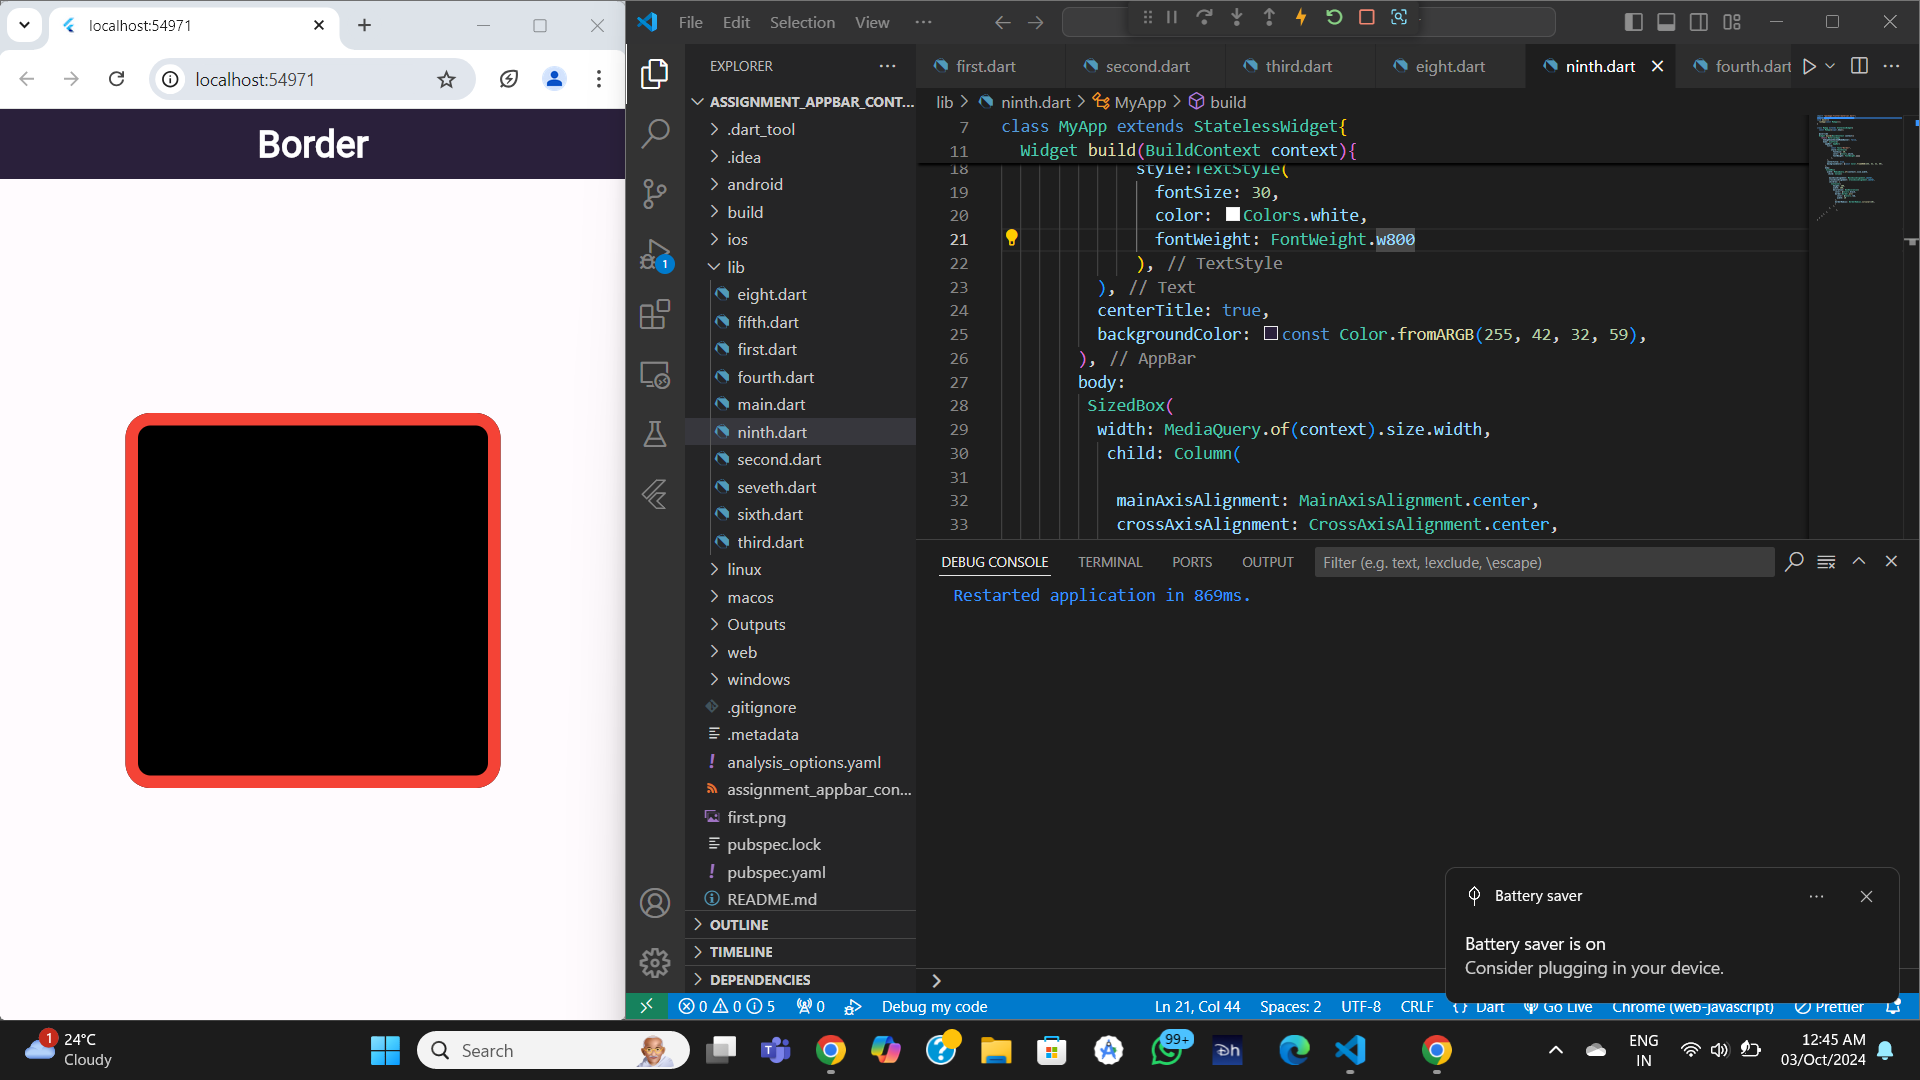 localhost:54971
localhost:54971
Border
File Edit Selection View ...
EXPLORER
ASSIGNMENT_APPBAR_CONT...
.dart_tool
.idea
android
build
ios
lib
eight.dart
fifth.dart
first.dart
fourth.dart
main.dart
ninth.dart
second.dart
seveth.dart
sixth.dart
third.dart
linux
macos
Outputs
web
windows
.gitignore
.metadata
! analysis_options.yaml
assignment_appbar_con...
first.png
pubspec.lock
! pubspec.yaml
README.md
OUTLINE
TIMELINE
DEPENDENCIES
1
first.dart second.dart third.dart eight.dart ninth.dart fourth.dart
lib > ninth.dart > MyApp > build
7 class MyApp extends StatelessWidget{
11 Widget build(BuildContext context){
18 style:TextStyle(
19 fontSize: 30,
20 color: Colors.white,
21 fontWeight: FontWeight.w800
22 ), // TextStyle
23 ), // Text
24 centerTitle: true,
25 backgroundColor: const Color.fromARGB(255, 42, 32, 59),
26 ), // AppBar
27 body:
28 SizedBox(
29 width: MediaQuery.of(context).size.width,
30 child: Column(
31
32 mainAxisAlignment: MainAxisAlignment.center,
33 crossAxisAlignment: CrossAxisAlignment.center,
DEBUG CONSOLE TERMINAL PORTS OUTPUT Filter (e.g. text, !exclude, \escape)
Restarted application in 869ms.
Battery saver
Battery saver is on
Consider plugging in your device.
0 0 5 0 Debug my code Ln 21, Col 44 Spaces: 2 UTF-8 CRLF {} Dart Go Live Chrome (web-javascript) Prettier
1
24°C
Cloudy
Search
99+
ENG
IN
12:45 AM
03/Oct/2024